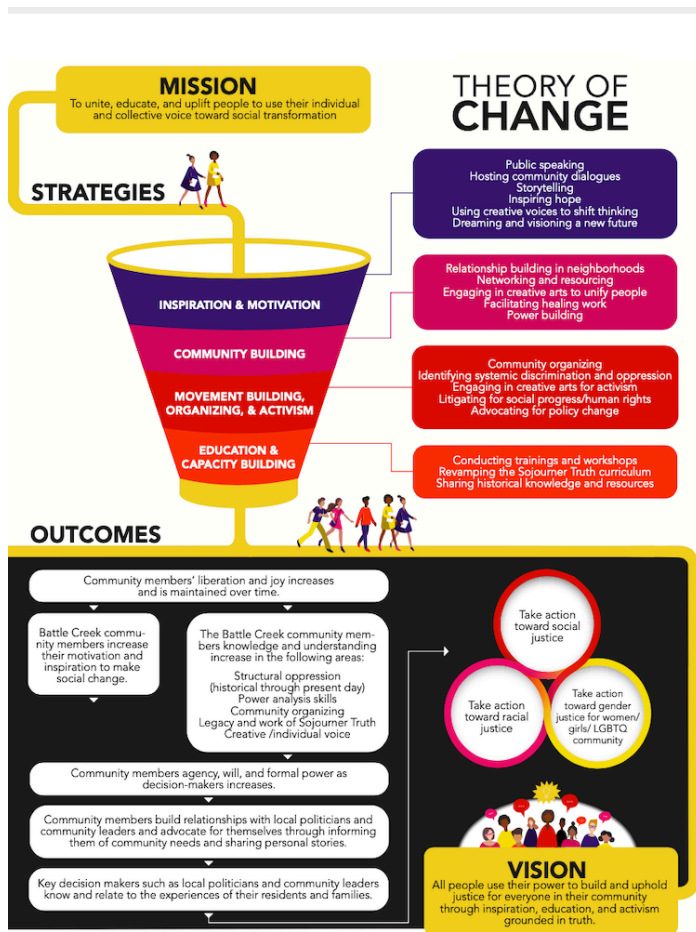 MISSION
To unite, educate, and uplift people to use their individual
and collective voice toward social transformation
THEORY OF
CHANGE
STRATEGIES
Public speaking
Hosting community dialogues
Storytelling
Inspiring hope
Using creative voices to shift thinking
Dreaming and visioning a new future
INSPIRATION & MOTIVATION
Relationship building in neighborhoods
Networking and resourcing
Engaging in creative arts to unify people
Facilitating healing work
Power building
COMMUNITY BUILDING
Community organizing
Identifying systemic discrimination and oppression
Engaging in creative arts for activism
Litigating for social progress/human rights
Advocating for policy change
MOVEMENT BUILDING,
ORGANIZING, & ACTIVISM
Conducting trainings and workshops
Revamping the Sojourner Truth curriculum
Sharing historical knowledge and resources
EDUCATION &
CAPACITY BUILDING
OUTCOMES
Community members' liberation and joy increases
and is maintained over time.
Battle Creek commu-
nity members increase
their motivation and
inspiration to make
social change.
The Battle Creek community mem-
bers knowledge and understanding
increase in the following areas:
Structural oppression
(historical through present day)
Power analysis skills
Community organizing
Legacy and work of Sojourner Truth
Creative /individual voice
Community members agency, will, and formal power as
decision-makers increases.
Community members build relationships with local politicians and
community leaders and advocate for themselves through informing
them of community needs and sharing personal stories.
Key decision makers such as local politicians and community leaders
know and relate to the experiences of their residents and families.
Take action
toward social
justice
Take action
toward racial
justice
Take action
toward gender
justice for women/
girls/ LGBTQ
community
VISION
All people use their power to build and uphold
justice for everyone in their community
through inspiration, education, and activism
grounded in truth.